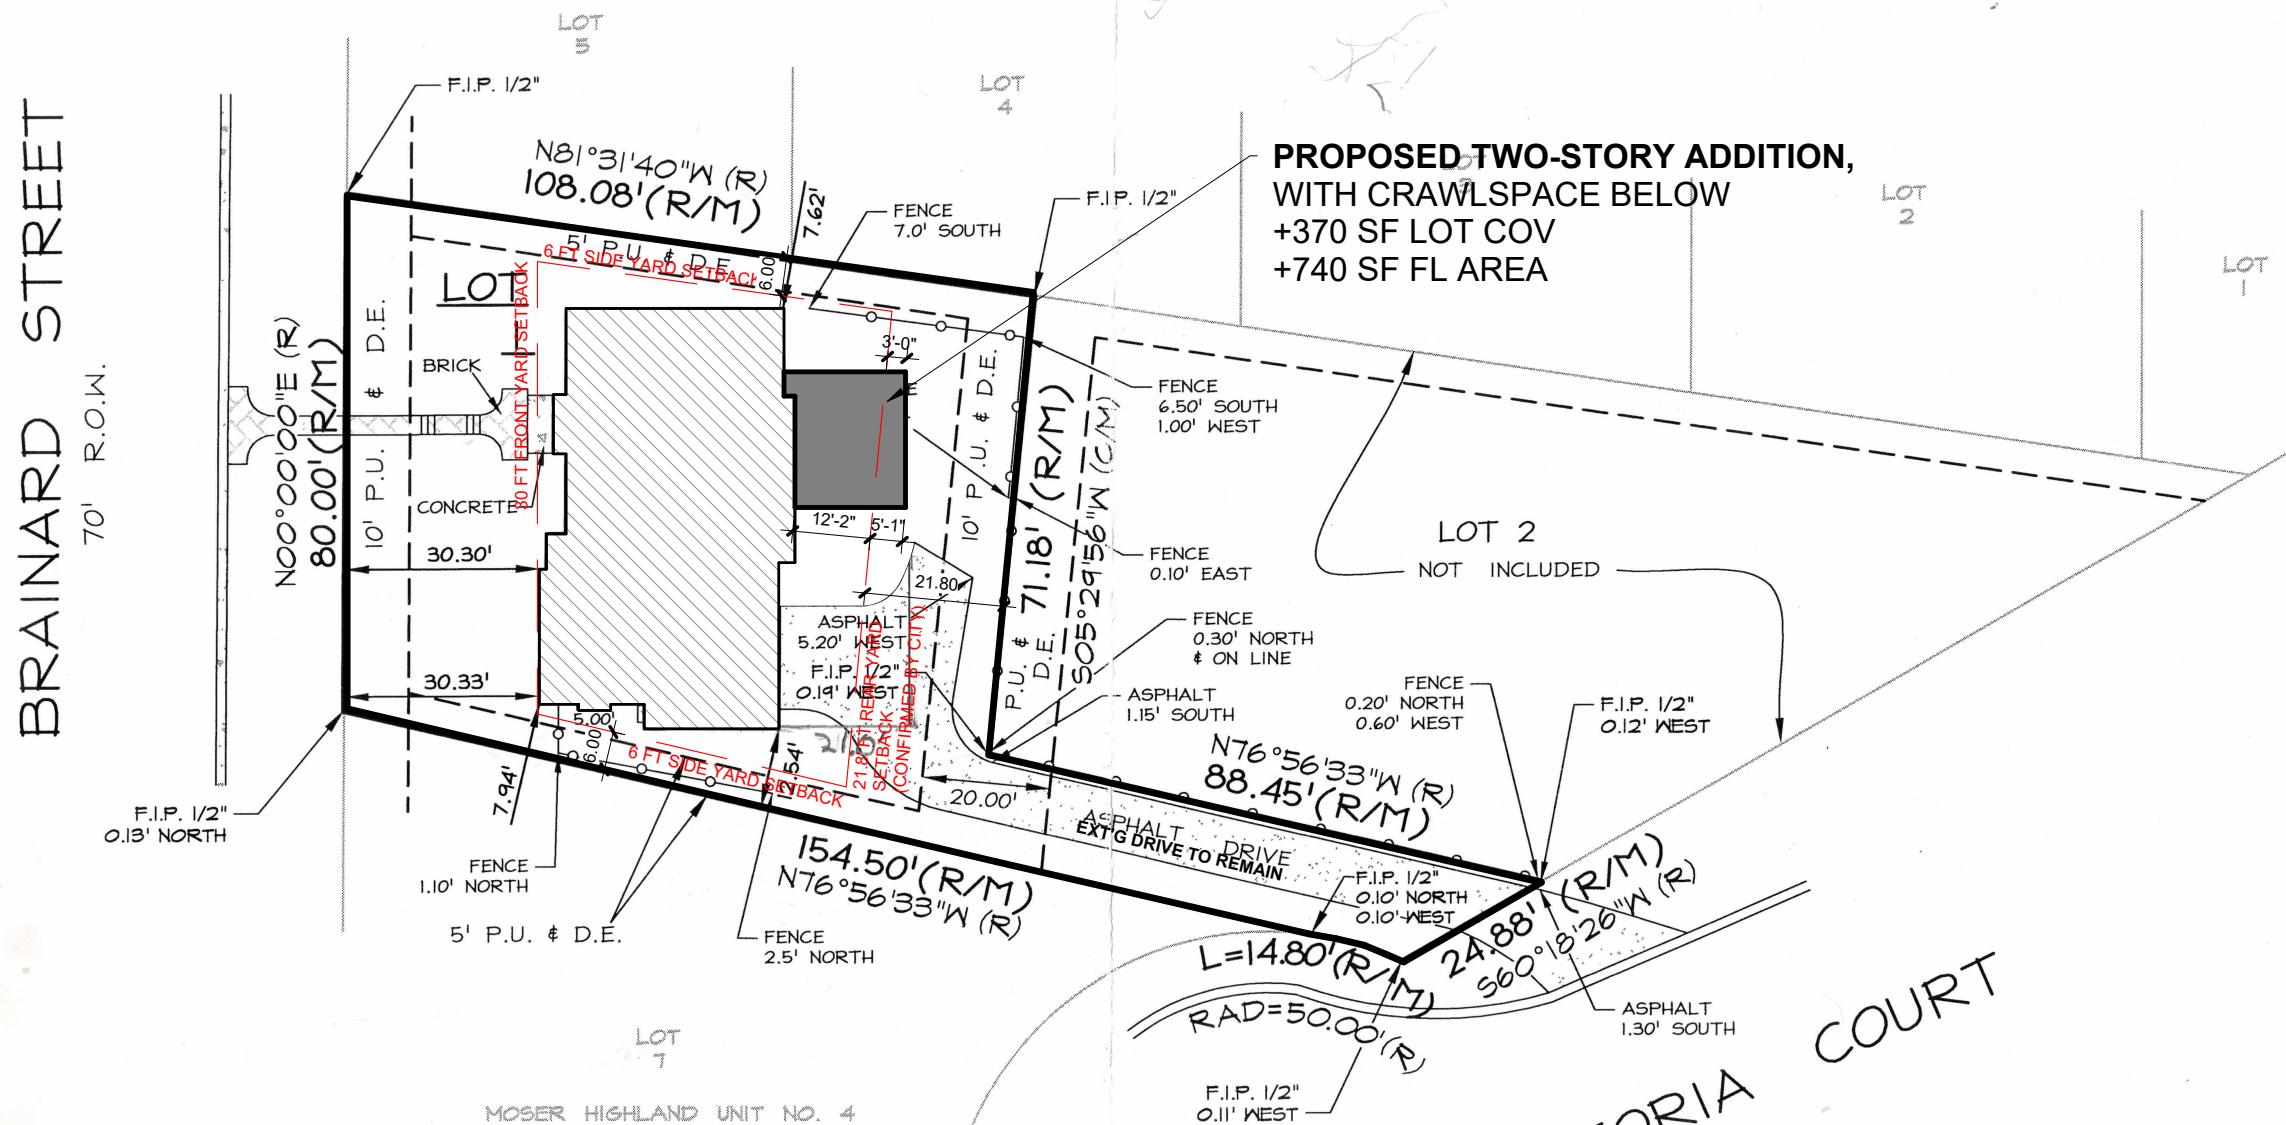 LOT
5
LOT
4
LOT
2
LOT
1
F.I.P. 1/2"
N81°31'40"W (R)
108.08'(R/M)
7.62'
FENCE
7.0' SOUTH
F.I.P. 1/2"
PROPOSED TWO-STORY ADDITION,
WITH CRAWLSPACE BELOW
+370 SF LOT COV
+740 SF FL AREA
BRAINARD STREET
70' R.O.W.
N00°00'00"E (R)
80.00'(R/M)
10' P.U. & D.E.
5' P.U. & D.E.
6 FT SIDE YARD SETBACK
6.00
LOT
30 FT FRONT YARD SETBACK
BRICK
CONCRETE
30.30'
30.33'
3'-0"
12'-2"
5'-1"
21.80
10' P.U. & D.E.
71.18' (R/M)
S05°29'56"W (C/M)
P.U. &
D.E.
FENCE
6.50' SOUTH
1.00' WEST
FENCE
0.10' EAST
FENCE
0.30' NORTH
& ON LINE
ASPHALT
1.15' SOUTH
ASPHALT
5.20' WEST
F.I.P. 1/2"
0.19' WEST
21.8 FT REAR YARD
SETBACK
(CONFIRMED BY CITY)
LOT 2
NOT INCLUDED
FENCE
0.20' NORTH
0.60' WEST
F.I.P. 1/2"
0.12' WEST
N76°56'33"W (R)
88.45'(R/M)
20.00'
ASPHALT DRIVE
EXT'G DRIVE TO REMAIN
5.00'
6.00
6 FT SIDE YARD SETBACK
7.94'
F.I.P. 1/2"
0.13' NORTH
FENCE
1.10' NORTH
5' P.U. & D.E.
FENCE
2.5' NORTH
154.50'(R/M)
N76°56'33"W (R)
F.I.P. 1/2"
0.10' NORTH
0.10' WEST
24.88' (R/M)
S60°18'26"W (R)
L=14.80'(R/M)
RAD=50.00'(R)
ASPHALT
1.30' SOUTH
F.I.P. 1/2"
0.11' WEST
COURT
LOT
7
MOSER HIGHLAND UNIT NO. 4